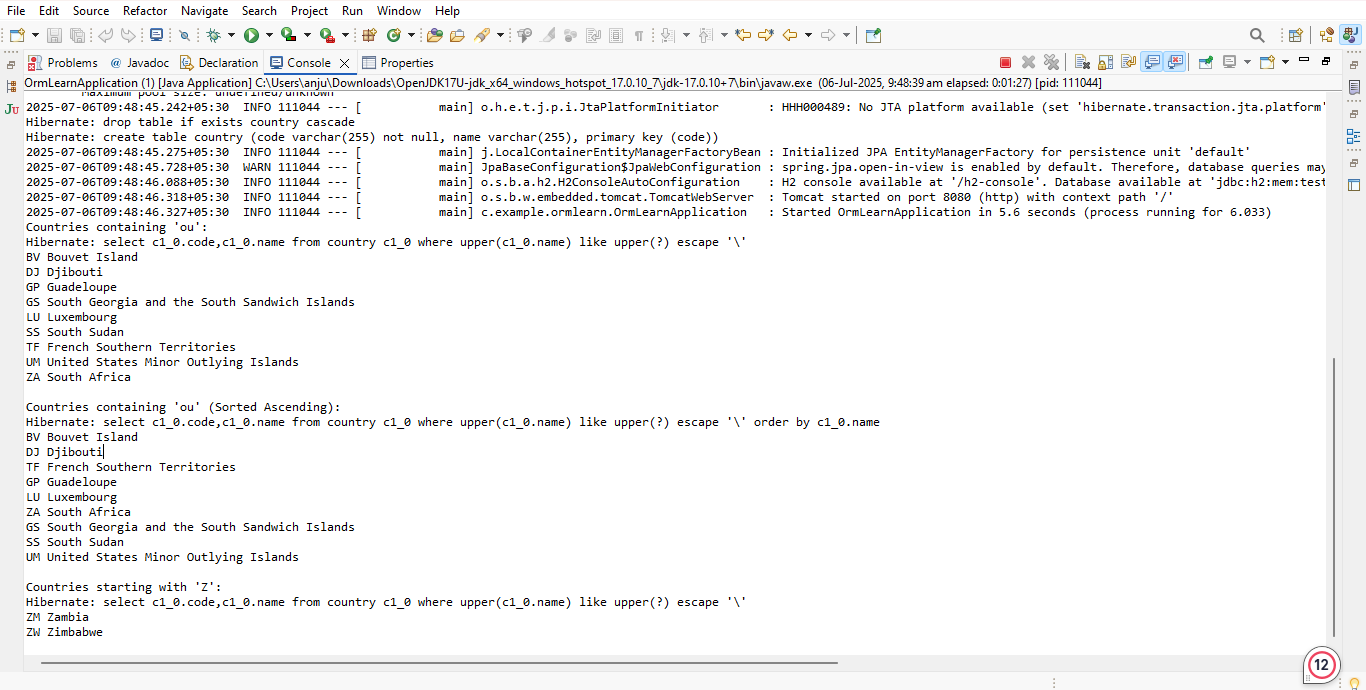 File Edit Source Refactor Navigate Search Project Run Window Help
Problems @ Javadoc Declaration Console Properties
OrmLearnApplication (1) [Java Application] C:\Users\anju\Downloads\OpenJDK17U-jdk_x64_windows_hotspot_17.0.10_7\jdk-17.0.10+7\bin\javaw.exe (06-Jul-2025, 9:48:39 am elapsed: 0:01:27) [pid: 111044]
Maximum pool size: undefined/unknown
2025-07-06T09:48:45.242+05:30  INFO 111044 --- [           main] o.h.e.t.j.p.i.JtaPlatformInitiator       : HHH000489: No JTA platform available (set 'hibernate.transaction.jta.platform'
Hibernate: drop table if exists country cascade
Hibernate: create table country (code varchar(255) not null, name varchar(255), primary key (code))
2025-07-06T09:48:45.275+05:30  INFO 111044 --- [           main] j.LocalContainerEntityManagerFactoryBean : Initialized JPA EntityManagerFactory for persistence unit 'default'
2025-07-06T09:48:45.728+05:30  WARN 111044 --- [           main] JpaBaseConfiguration$JpaWebConfiguration : spring.jpa.open-in-view is enabled by default. Therefore, database queries may
2025-07-06T09:48:46.088+05:30  INFO 111044 --- [           main] o.s.b.a.h2.H2ConsoleAutoConfiguration    : H2 console available at '/h2-console'. Database available at 'jdbc:h2:mem:test
2025-07-06T09:48:46.318+05:30  INFO 111044 --- [           main] o.s.b.w.embedded.tomcat.TomcatWebServer  : Tomcat started on port 8080 (http) with context path '/'
2025-07-06T09:48:46.327+05:30  INFO 111044 --- [           main] c.example.ormlearn.OrmLearnApplication   : Started OrmLearnApplication in 5.6 seconds (process running for 6.033)
Countries containing 'ou':
Hibernate: select c1_0.code,c1_0.name from country c1_0 where upper(c1_0.name) like upper(?) escape '\'
BV Bouvet Island
DJ Djibouti
GP Guadeloupe
GS South Georgia and the South Sandwich Islands
LU Luxembourg
SS South Sudan
TF French Southern Territories
UM United States Minor Outlying Islands
ZA South Africa
Countries containing 'ou' (Sorted Ascending):
Hibernate: select c1_0.code,c1_0.name from country c1_0 where upper(c1_0.name) like upper(?) escape '\' order by c1_0.name
BV Bouvet Island
DJ Djibouti
TF French Southern Territories
GP Guadeloupe
LU Luxembourg
ZA South Africa
GS South Georgia and the South Sandwich Islands
SS South Sudan
UM United States Minor Outlying Islands
Countries starting with 'Z':
Hibernate: select c1_0.code,c1_0.name from country c1_0 where upper(c1_0.name) like upper(?) escape '\'
ZM Zambia
ZW Zimbabwe
12